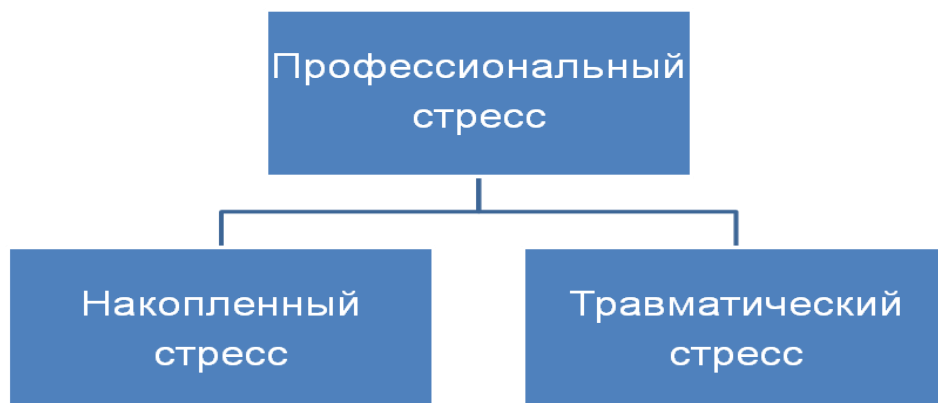 Профессиональный
стресс
Накопленный
стресс
Травматический
стресс